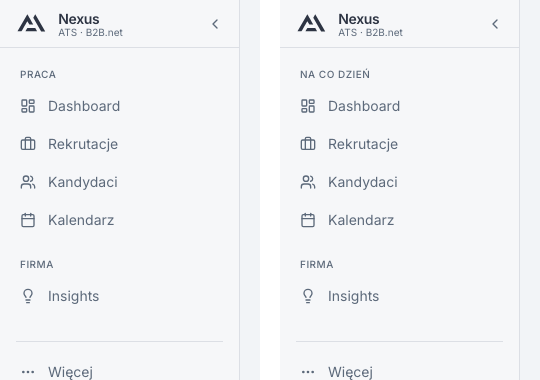 Nexus
ATS · B2B.net
PRACA
Dashboard
Rekrutacje
Kandydaci
Kalendarz
FIRMA
Insights
Więcej
Nexus
ATS · B2B.net
NA CO DZIEŃ
Dashboard
Rekrutacje
Kandydaci
Kalendarz
FIRMA
Insights
Więcej